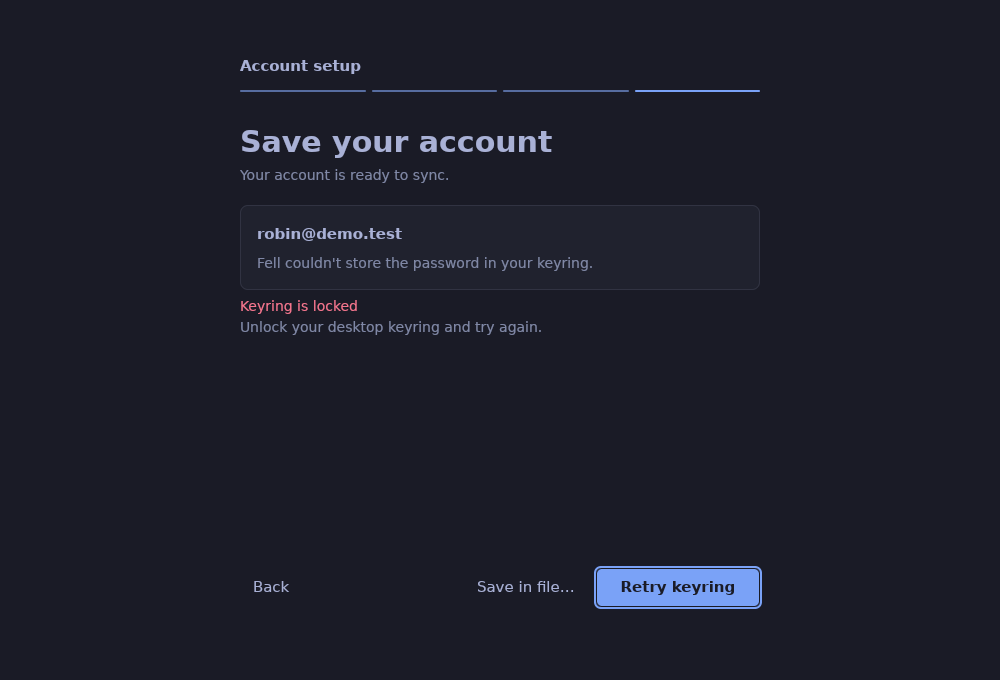 Account setup
Save your account
Your account is ready to sync.
robin@demo.test
Fell couldn't store the password in your keyring.
Keyring is locked
Unlock your desktop keyring and try again.
Back
Save in file…
Retry keyring